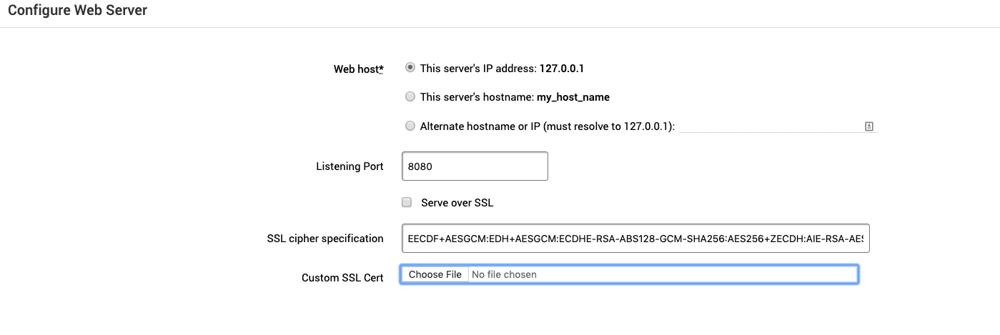 Configure Web Server
Web host* This server's IP address: 127.0.0.1
This server's hostname: my_host_name
Alternate hostname or IP (must resolve to 127.0.0.1):
Listening Port 8080
Serve over SSL
SSL cipher specification EECDF+AESGCM:EDH+AESGCM:ECDHE-RSA-ABS128-GCM-SHA256:AES256+ZECDH:AIE-RSA-AES
Custom SSL Cert Choose File No file chosen